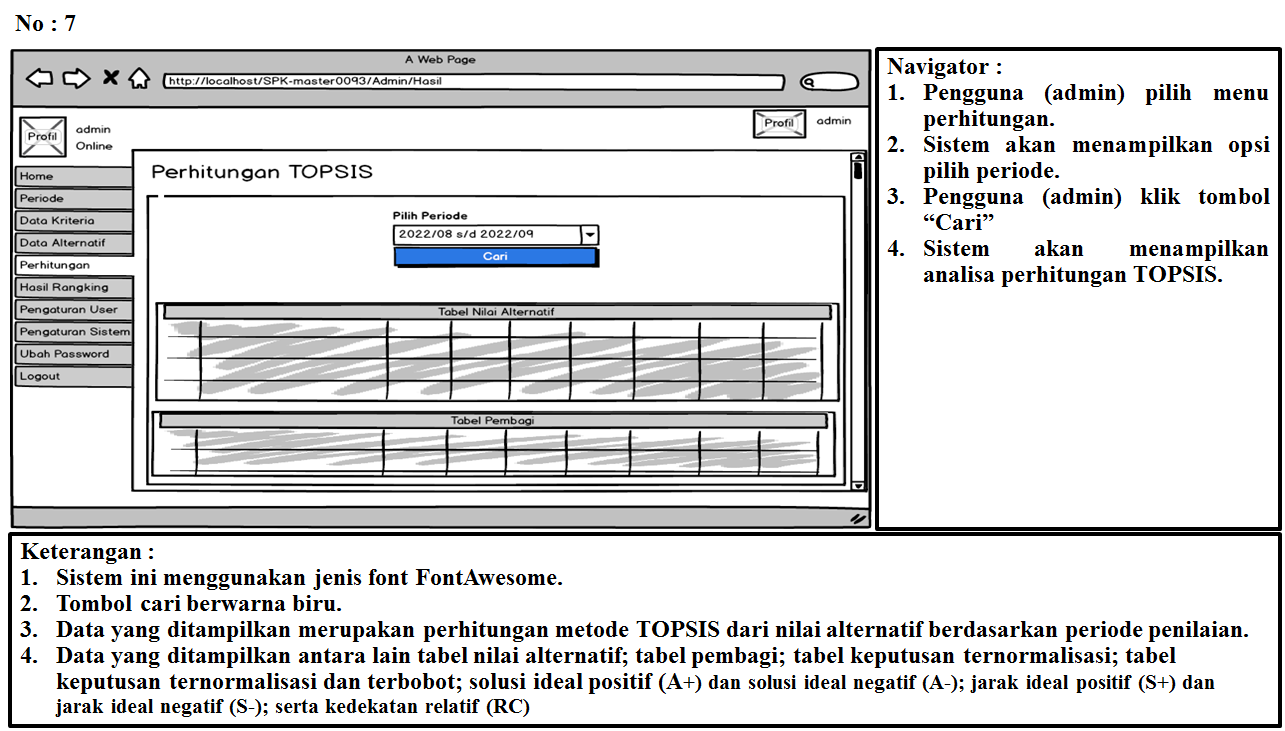 No : 7
A Web Page
http://localhost/SPK-master0093/Admin/Hasil
Profil
admin
Online
Profil
admin
Home
Periode
Data Kriteria
Data Alternatif
Perhitungan
Hasil Rangking
Pengaturan User
Pengaturan Sistem
Ubah Password
Logout
Perhitungan TOPSIS
Pilih Periode
2022/08 s/d 2022/09
Cari
Tabel Nilai Alternatif
Tabel Pembagi
Navigator :
1. Pengguna (admin) pilih menu
perhitungan.
2. Sistem akan menampilkan opsi
pilih periode.
3. Pengguna (admin) klik tombol
“Cari”
4. Sistem akan menampilkan
analisa perhitungan TOPSIS.
Keterangan :
1. Sistem ini menggunakan jenis font FontAwesome.
2. Tombol cari berwarna biru.
3. Data yang ditampilkan merupakan perhitungan metode TOPSIS dari nilai alternatif berdasarkan periode penilaian.
4. Data yang ditampilkan antara lain tabel nilai alternatif; tabel pembagi; tabel keputusan ternormalisasi; tabel
keputusan ternormalisasi dan terbobot; solusi ideal positif (A+) dan solusi ideal negatif (A-); jarak ideal positif (S+) dan
jarak ideal negatif (S-); serta kedekatan relatif (RC)